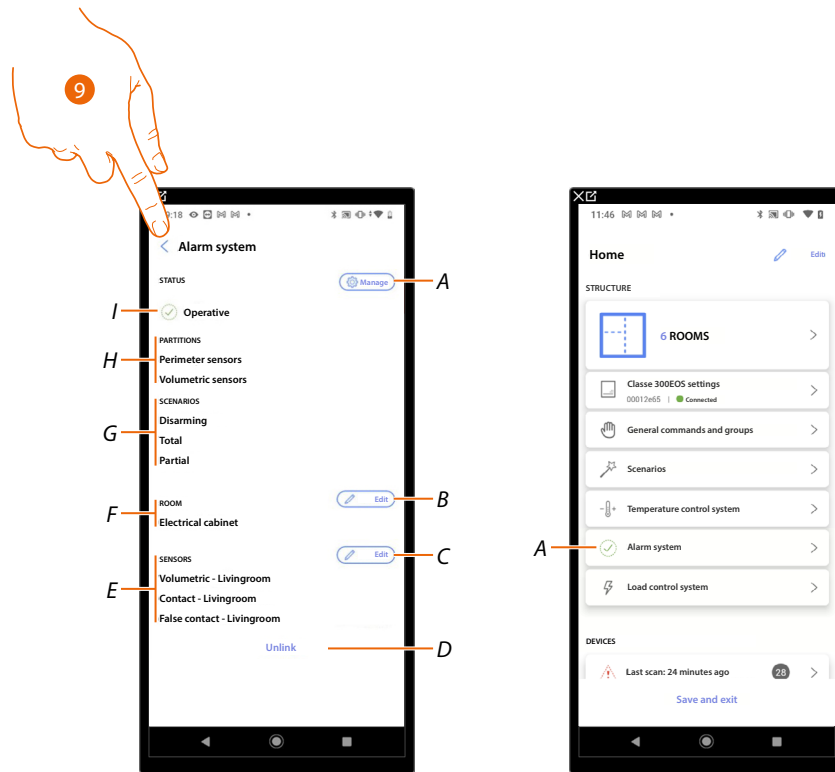 9
9:18
Alarm system
STATUS
Manage
A
I
Operative
PARTITIONS
H
Perimeter sensors
Volumetric sensors
SCENARIOS
Disarming
G
Total
Partial
Edit
B
ROOM
F
Electrical cabinet
Edit
C
SENSORS
Volumetric - Livingroom
E
Contact - Livingroom
False contact - Livingroom
Unlink
D
11:46
Home
Edit
STRUCTURE
6 ROOMS
Classe 300EOS settings
00012e65 | Connected
General commands and groups
Scenarios
Temperature control system
A
Alarm system
Load control system
DEVICES
Last scan: 24 minutes ago 28
Save and exit